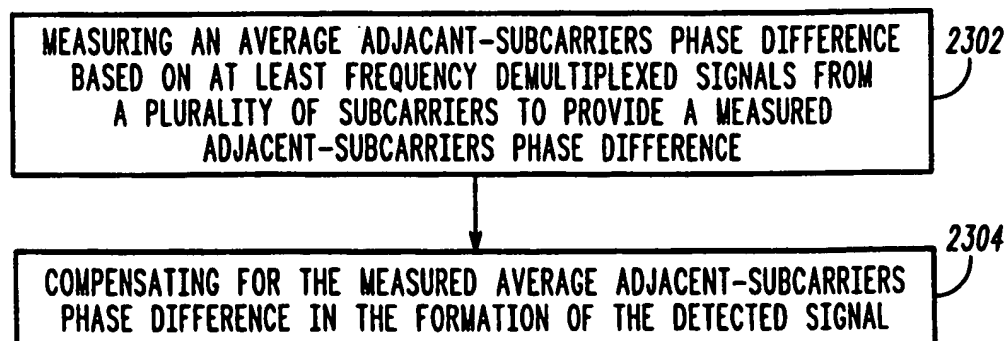 MEASURING AN AVERAGE ADJACANT-SUBCARRIERS PHASE DIFFERENCE
BASED ON AT LEAST FREQUENCY DEMULTIPLEXED SIGNALS FROM
A PLURALITY OF SUBCARRIERS TO PROVIDE A MEASURED
ADJACENT-SUBCARRIERS PHASE DIFFERENCE
2302
COMPENSATING FOR THE MEASURED AVERAGE ADJACENT-SUBCARRIERS
PHASE DIFFERENCE IN THE FORMATION OF THE DETECTED SIGNAL
2304